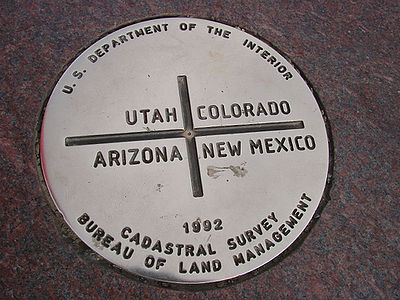 U. S. DEPARTMENT OF THE INTERIOR
UTAH COLORADO
ARIZONA NEW MEXICO
1992
CADASTRAL SURVEY
BUREAU OF LAND MANAGEMENT